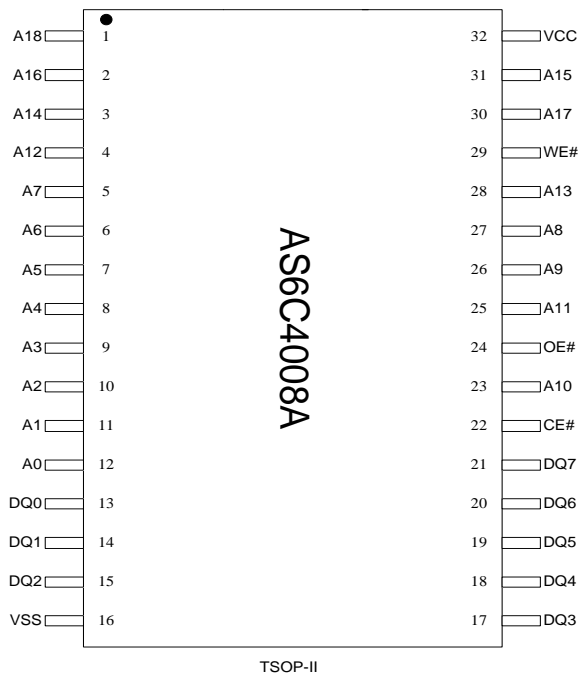 A18 1 32 VCC
A16 2 31 A15
A14 3 30 A17
A12 4 29 WE#
A7 5 28 A13
A6 6 27 A8
A5 7 26 A9
A4 8 25 A11
A3 9 24 OE#
A2 10 23 A10
A1 11 22 CE#
A0 12 21 DQ7
DQ0 13 20 DQ6
DQ1 14 19 DQ5
DQ2 15 18 DQ4
VSS 16 17 DQ3
AS6C4008A
TSOP-II